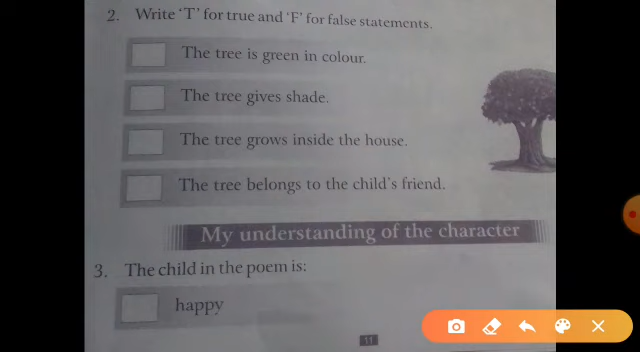 2. Write 'T' for true and 'F' for false statements.
The tree is green in colour.
The tree gives shade.
The tree grows inside the house.
The tree belongs to the child's friend.
My understanding of the character
3. The child in the poem is:
happy
11